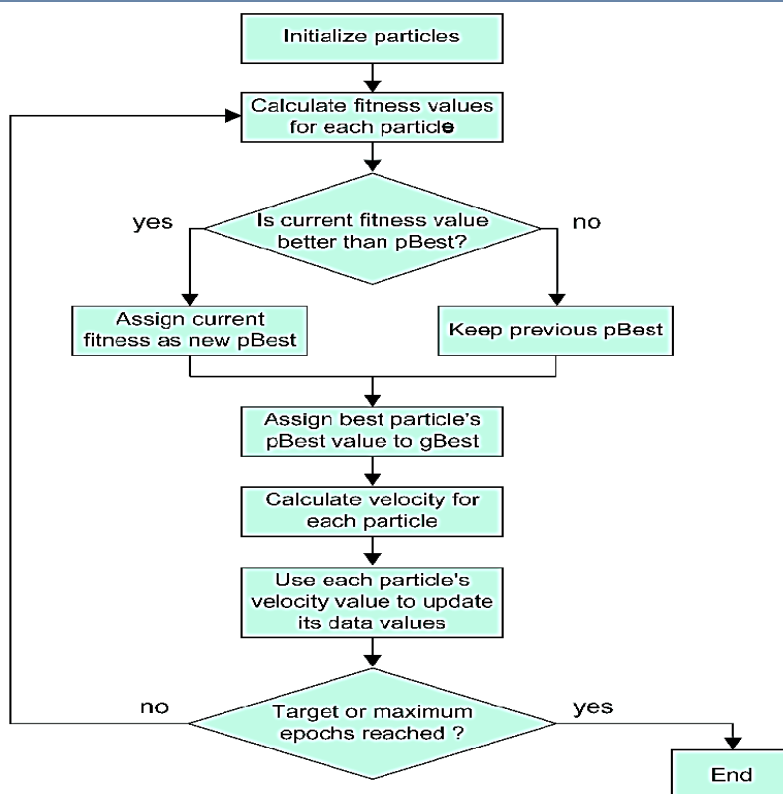 Initialize particles
Calculate fitness values
for each particle
yes
Is current fitness value
better than pBest?
no
Assign current
fitness as new pBest
Keep previous pBest
Assign best particle's
pBest value to gBest
Calculate velocity for
each particle
Use each particle's
velocity value to update
its data values
no
Target or maximum
epochs reached ?
yes
End